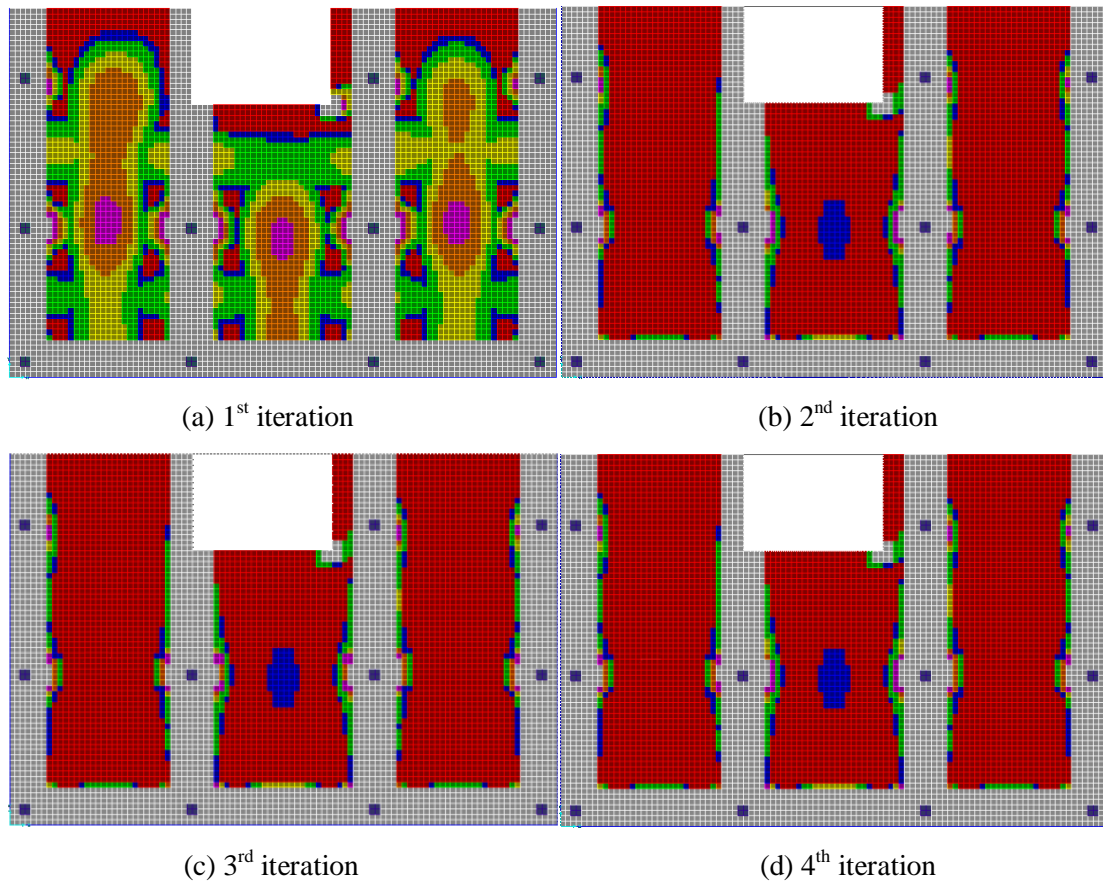 (a) 1st iteration
(b) 2nd iteration
(c) 3rd iteration
(d) 4th iteration